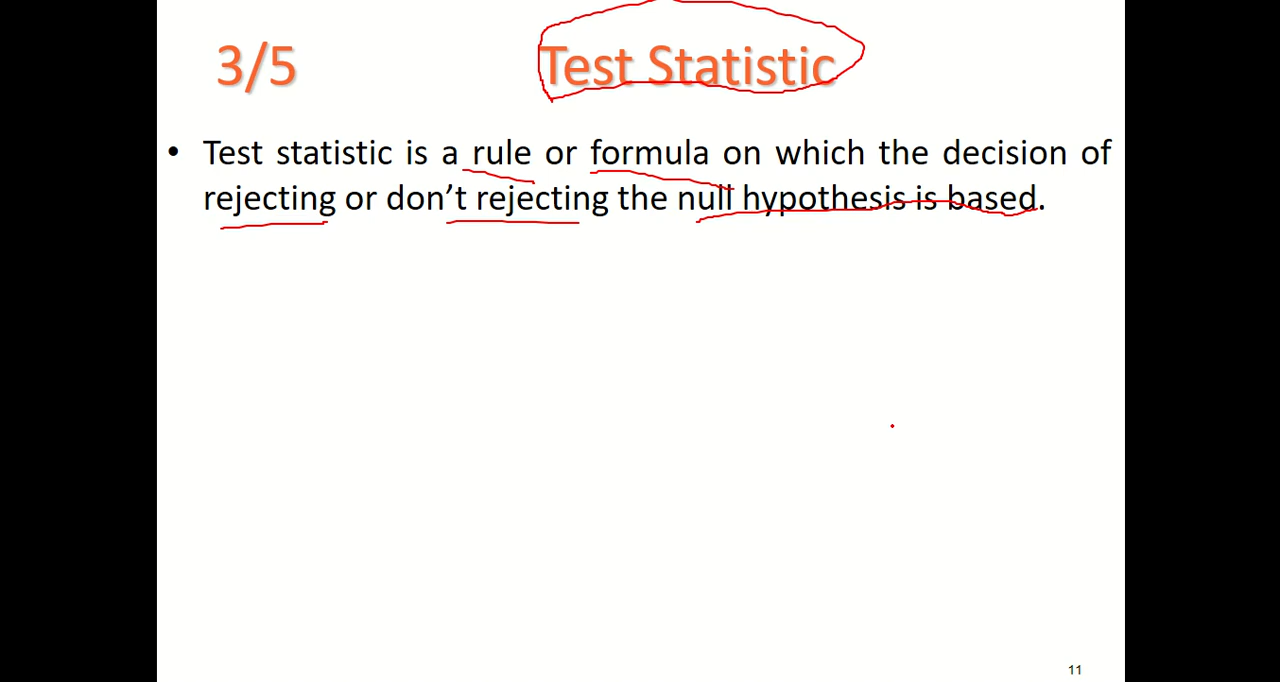 3/5 Test Statistic
• Test statistic is a rule or formula on which the decision of
rejecting or don’t rejecting the null hypothesis is based.
11